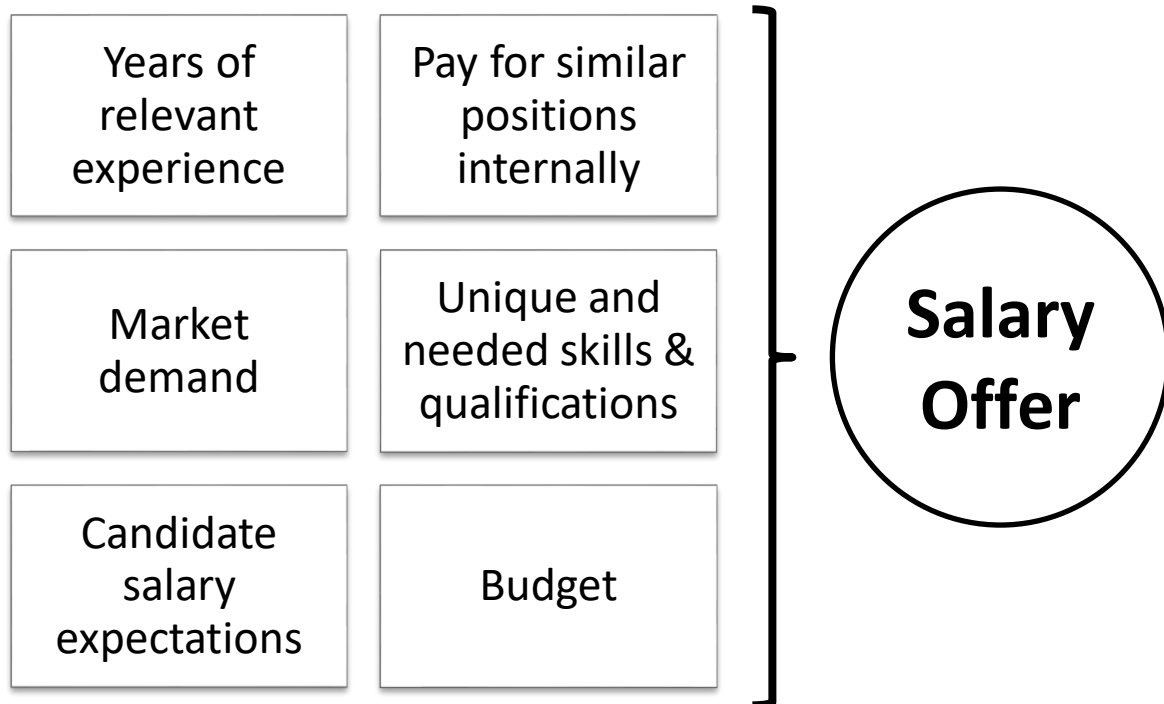 Years of
relevant
experience
Pay for similar
positions
internally
Market
demand
Unique and
needed skills &
qualifications
Candidate
salary
expectations
Budget
Salary
Offer